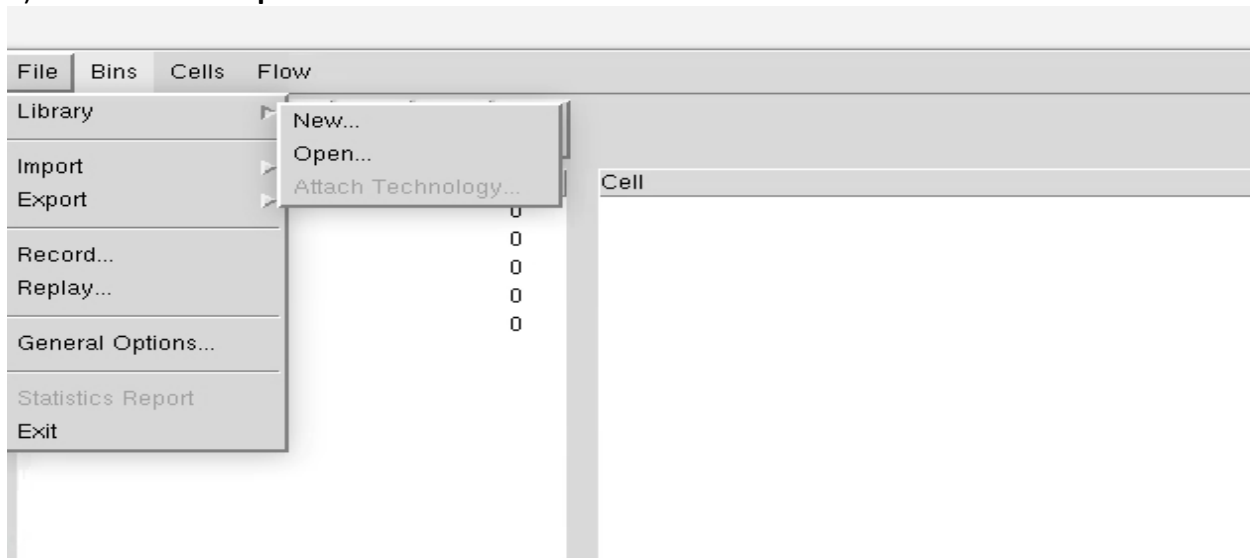 File Bins Cells Flow
Library
New...
Open...
Attach Technology...
Import
Export
Cell
0
Record...
0
0
Replay...
0
0
General Options...
Statistics Report
Exit